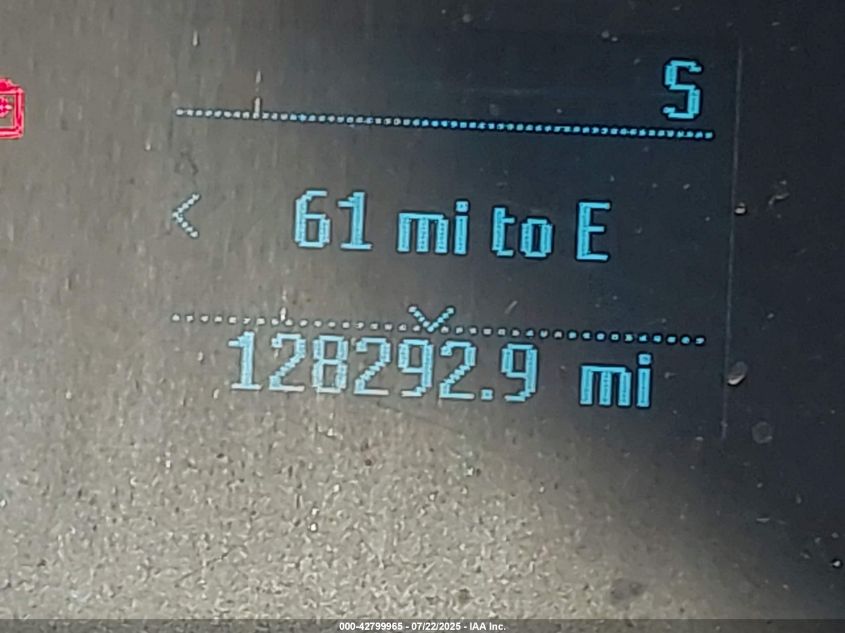 S
< 61 mi to E
128292.9 mi
000-42799965 - 07/22/2025 - IAA Inc.